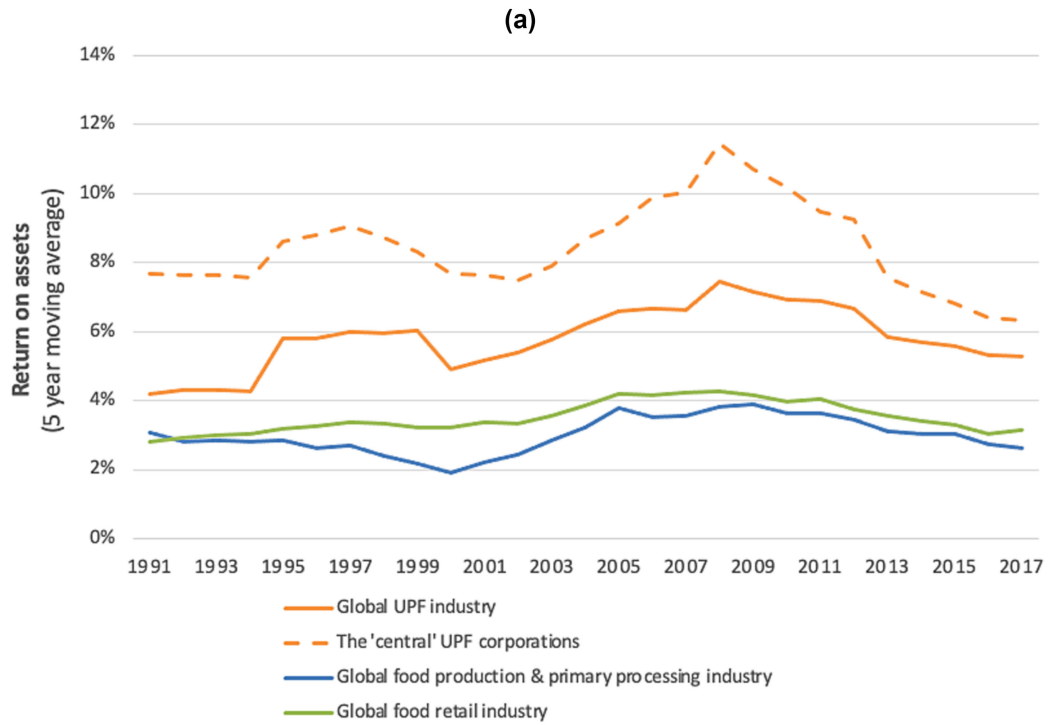 (a)
14%
12%
10%
8%
6%
4%
2%
0%
Return on assets
(5 year moving average)
1991 1993 1995 1997 1999 2001 2003 2005 2007 2009 2011 2013 2015 2017
Global UPF industry
The 'central' UPF corporations
Global food production & primary processing industry
Global food retail industry